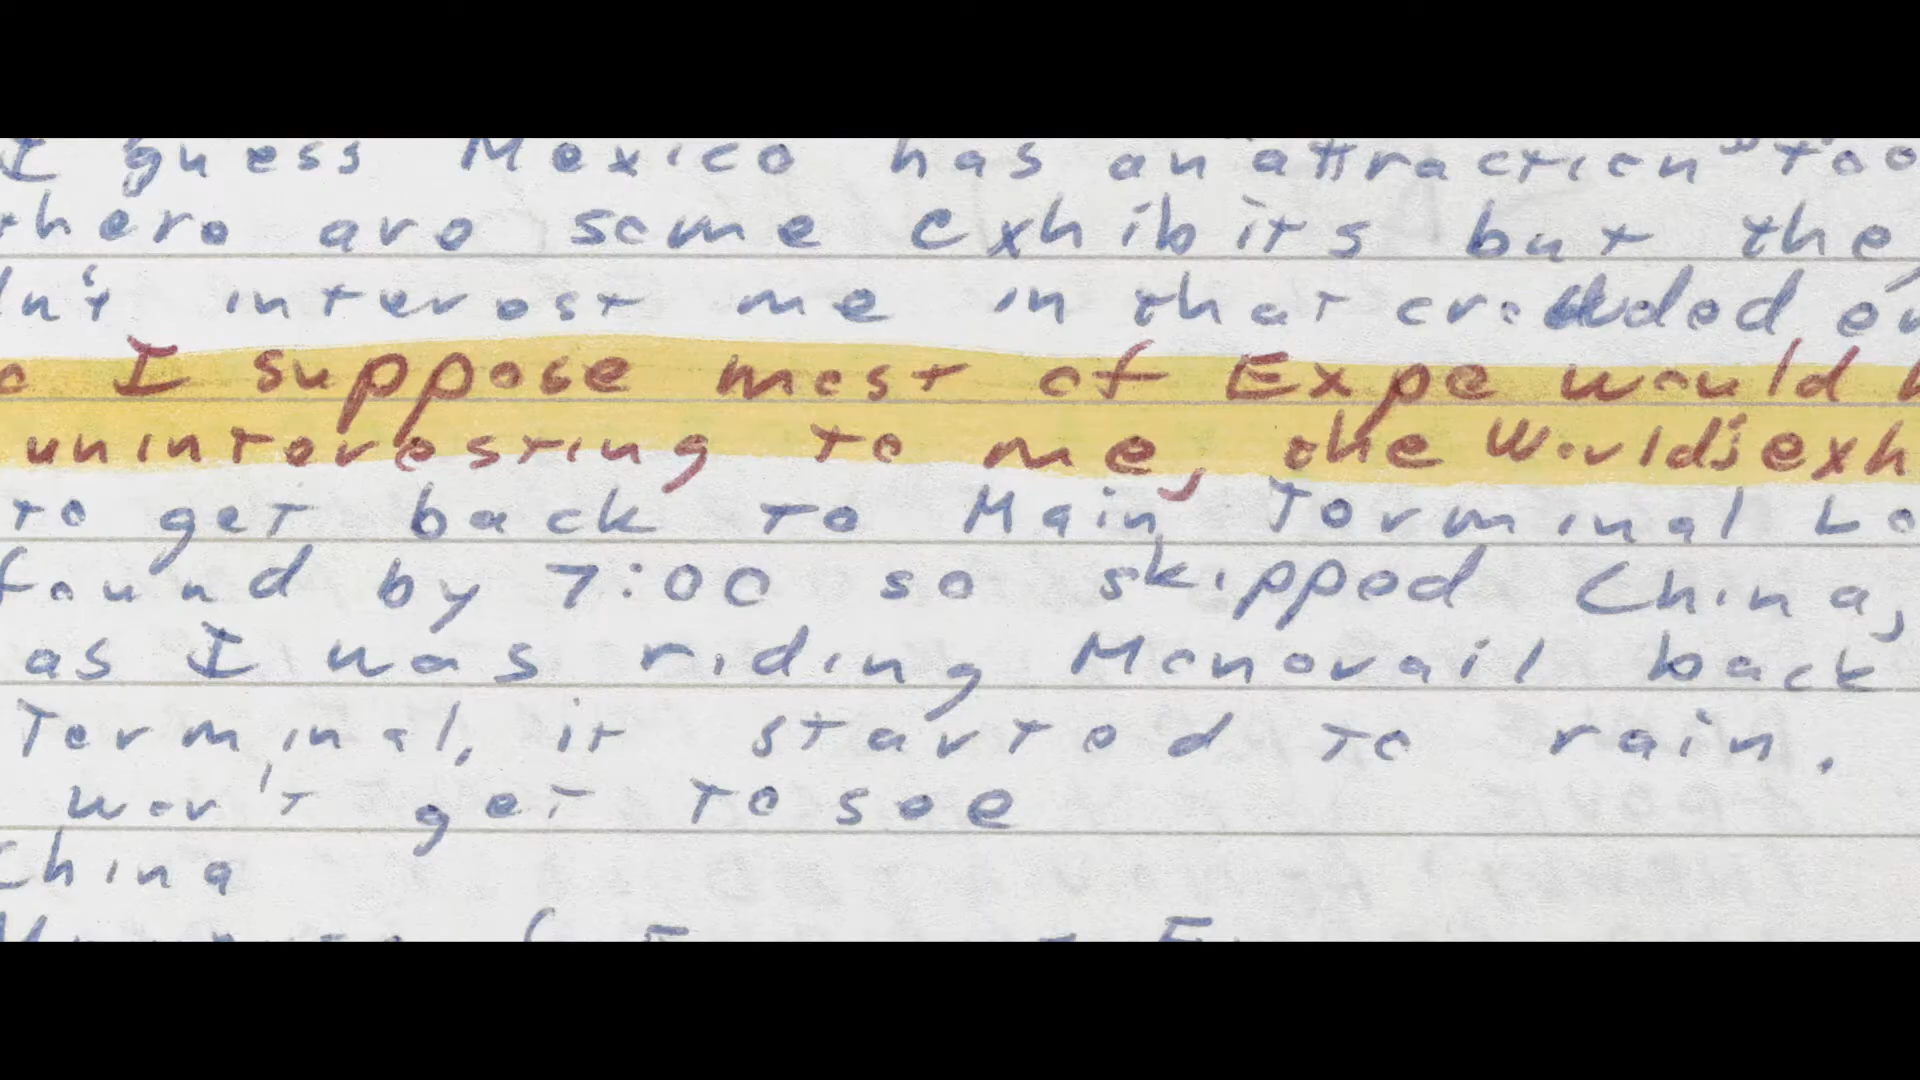 I guess Mexico has an "attraction" too
there are some exhibits but they
n't interest me in that crowded
I suppose most of Expo would
uninteresting to me, the World's exh
to get back to Main Terminal Lo
found by 7:00 so skipped China,
as I was riding Monorail back
Terminal, it started to rain.
won't get to see
China